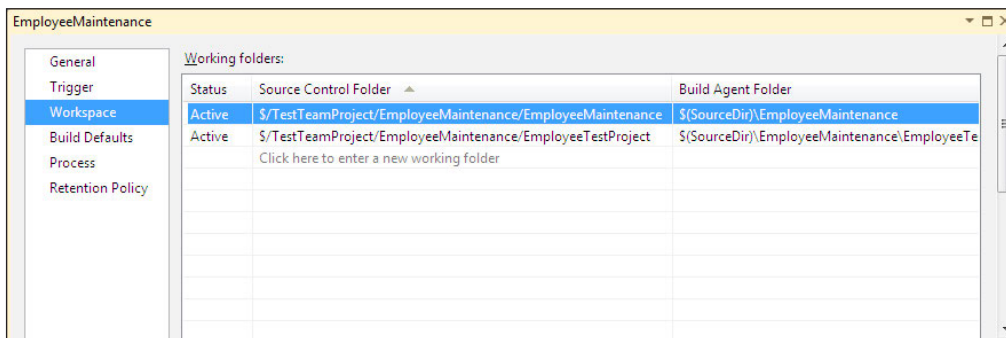 EmployeeMaintenance
General
Trigger
Workspace
Build Defaults
Process
Retention Policy
Working folders:
Status Source Control Folder Build Agent Folder
Active $/TestTeamProject/EmployeeMaintenance/EmployeeMaintenance $(SourceDir)\EmployeeMaintenance
Active $/TestTeamProject/EmployeeMaintenance/EmployeeTestProject $(SourceDir)\EmployeeMaintenance\EmployeeTe
Click here to enter a new working folder